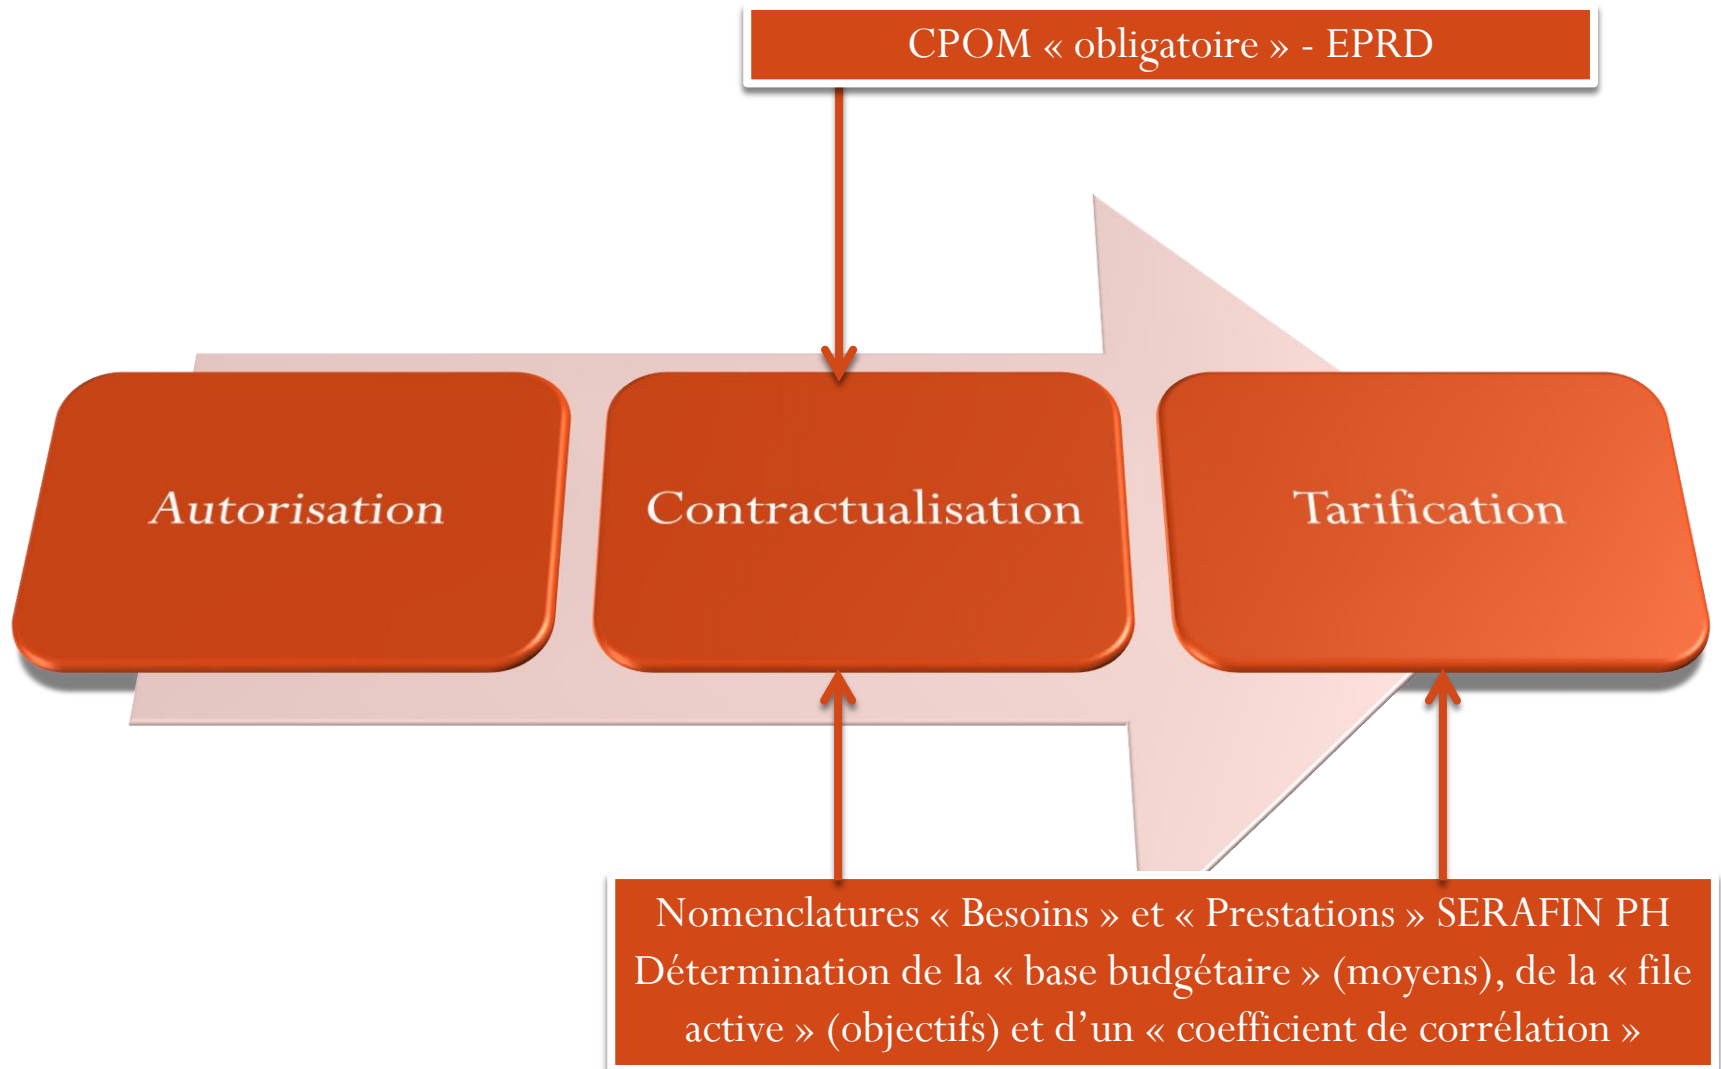 CPOM « obligatoire » - EPRD
Autorisation
Contractualisation
Tarification
Nomenclatures « Besoins » et « Prestations » SERAFIN PH
Détermination de la « base budgétaire » (moyens), de la « file
active » (objectifs) et d’un « coefficient de corrélation »